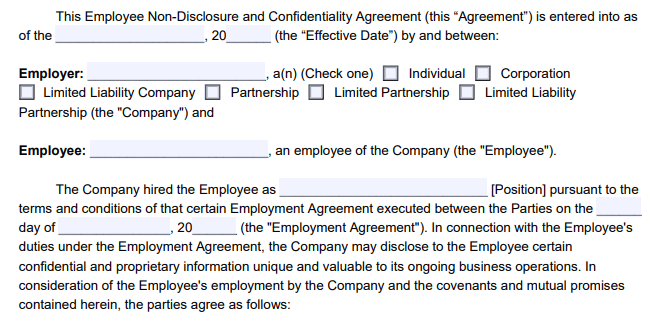 This Employee Non-Disclosure and Confidentiality Agreement (this “Agreement”) is entered into as
of the ____________________, 20______ (the “Effective Date”) by and between:
Employer: ________________________, a(n) (Check one) ☐ Individual ☐ Corporation
☐ Limited Liability Company ☐ Partnership ☐ Limited Partnership ☐ Limited Liability
Partnership (the "Company") and
Employee: ________________________, an employee of the Company (the "Employee").
The Company hired the Employee as ____________________________ [Position] pursuant to the
terms and conditions of that certain Employment Agreement executed between the Parties on the ______
day of _______________, 20______ (the "Employment Agreement"). In connection with the Employee's
duties under the Employment Agreement, the Company may disclose to the Employee certain
confidential and proprietary information unique and valuable to its ongoing business operations. In
consideration of the Employee's employment by the Company and the covenants and mutual promises
contained herein, the parties agree as follows: